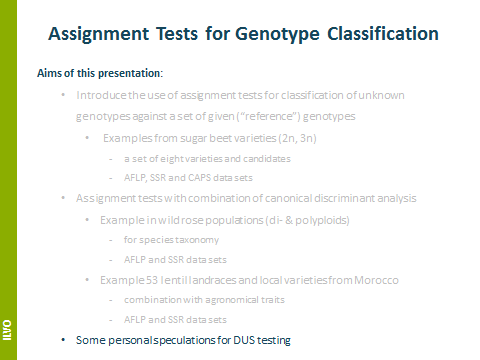 Assignment Tests for Genotype Classification
Aims of this presentation:
• Introduce the use of assignment tests for classification of unknown
genotypes against a set of given ("reference") genotypes
• Examples from sugar beet varieties (2n, 3n)
- a set of eight varieties and candidates
- AFLP, SSR and CAPS data sets
• Assignment tests with combination of canonical discriminant analysis
• Example in wild rose populations (di- & polyploids)
- for species taxonomy
- AFLP and SSR data sets
• Example 53 lentil landraces and local varieties from Morocco
- combination with agronomical traits
- AFLP and SSR data sets
• Some personal speculations for DUS testing
ILVO